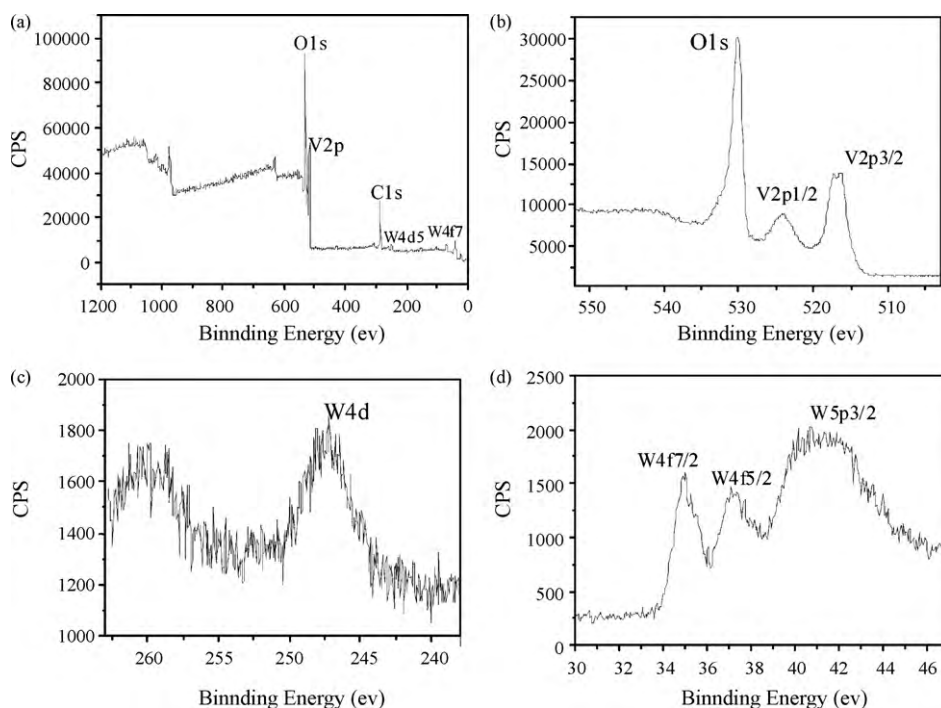 (a)
100000
80000
60000
40000
20000
0
CPS
O1s
V2p
C1s
W4d5
W4f7
1200 1000 800 600 400 200 0
Binnding Energy (ev)
(b)
30000
25000
20000
15000
10000
5000
CPS
O1s
V2p1/2
V2p3/2
550 540 530 520 510
Binnding Energy (ev)
(c)
2000
1800
1600
1400
1200
1000
CPS
W4d
260 255 250 247 240
Binnding Energy (ev)
(d)
2500
2000
1500
1000
500
0
CPS
W4f7/2
W4f5/2
W5p3/2
30 32 34 36 38 40 42 44 46
Binnding Energy (ev)